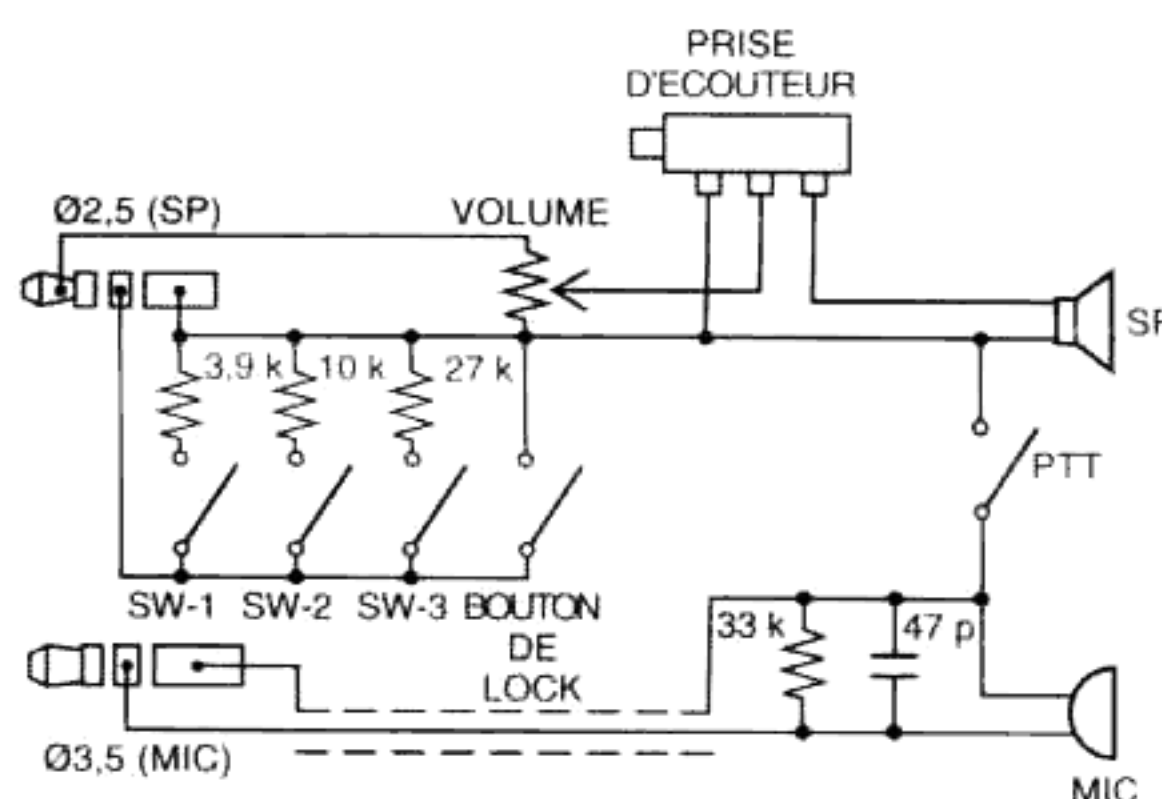 PRISE
D'ECOUTEUR
Ø2,5 (SP)
VOLUME
3,9 k
10 k
27 k
PTT
SW-1
SW-2
SW-3
BOUTON
DE
LOCK
33 k
47 p
Ø3,5 (MIC)
MIC